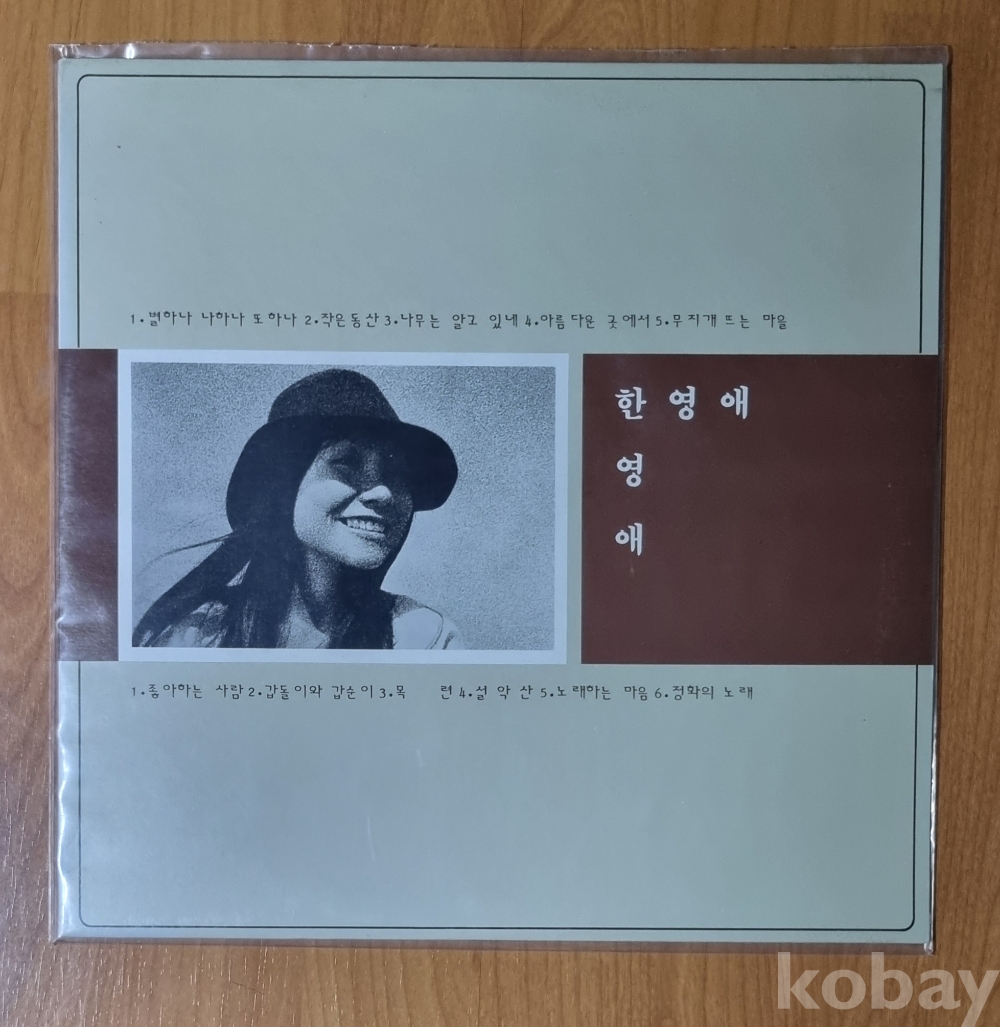 1.별하나 나하나 또하나 2.작은동산 3.나무는 알고 있네 4.아름다운 곳에서 5.무지개 뜨는 마을
한영애
영
애
1.좋아하는 사람 2.갑돌이와 갑순이 3.목 련 4.설악산 5.노래하는 마음 6.정화의 노래
kobay